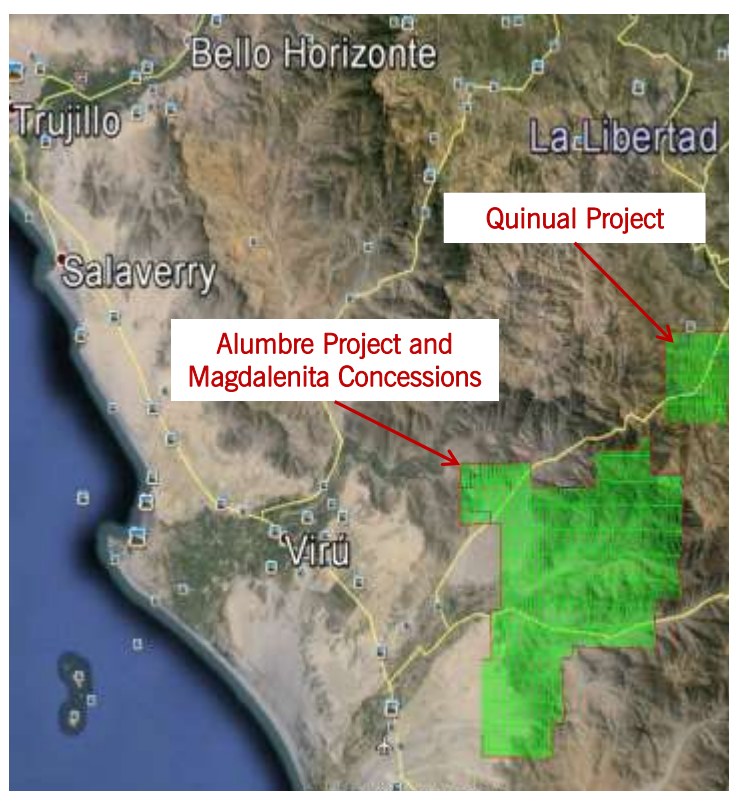 Bello Horizonte
Trujillo
La Libertad
Quinual Project
Salaverry
Alumbre Project and
Magdalenita Concessions
Virú